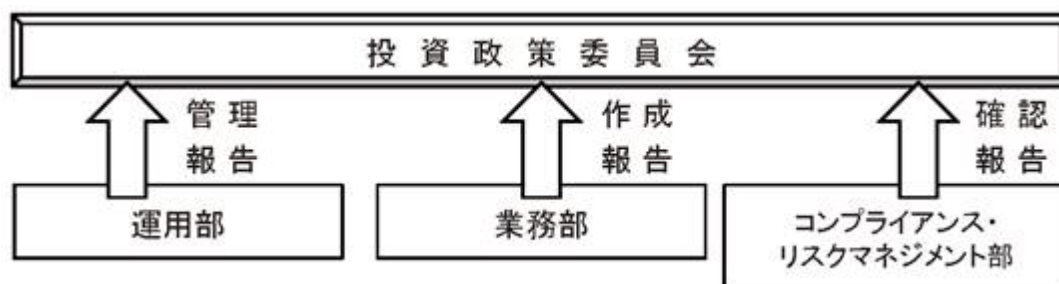 投資政策委員会
管理
報告
作成
報告
確認
報告
運用部
業務部
コンプライアンス・
リスクマネジメント部